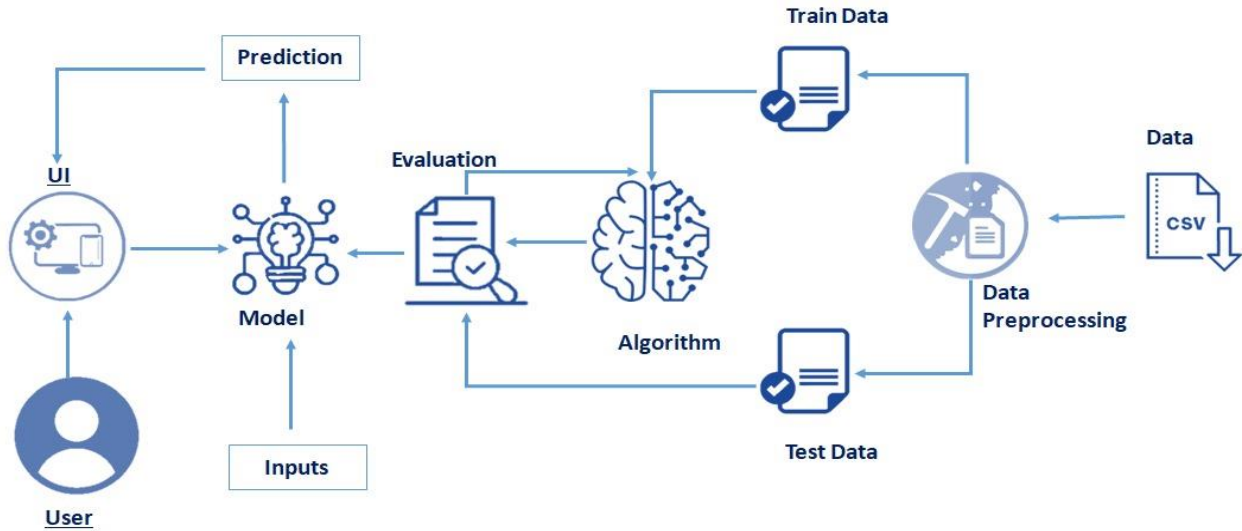 Train Data
Prediction
Data
Evaluation
UI
CSV
Model
Data
Preprocessing
Algorithm
Test Data
Inputs
User